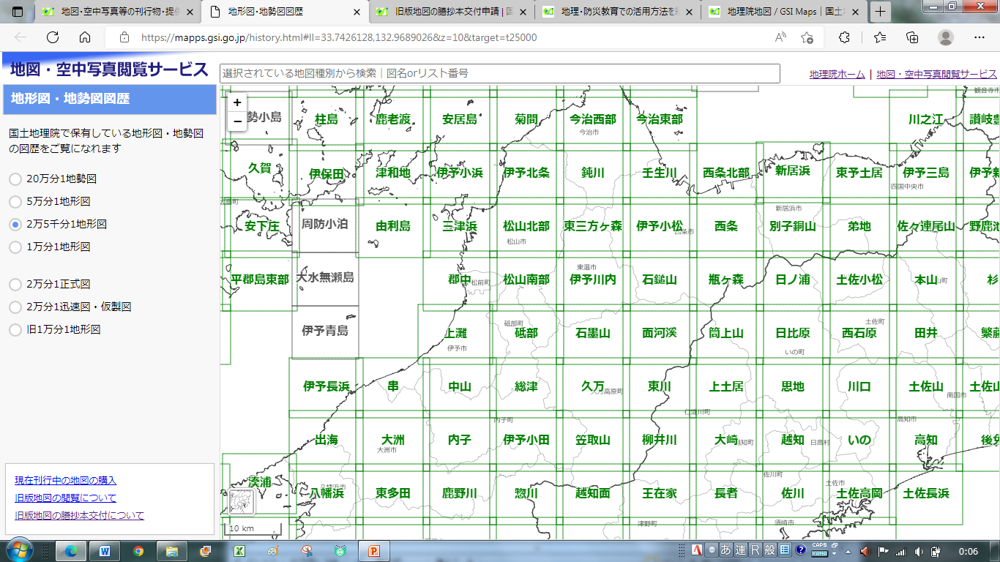 地図・空中写真等の刊行物・提供
地形図・地勢図図歴
旧版地図の謄抄本交付申請 | 国
地理・防災教育での活用方法を
地理院地図 / GSI Maps｜国土
https://mapps.gsi.go.jp/history.html#ll=33.7426128,132.9689026&z=10&target=t25000
地図・空中写真閲覧サービス
選択されている地図種別から検索｜図名orリスト番号
地理院ホーム | 地図・空中写真閲覧サービス
地形図・地勢図図歴
国土地理院で保有している地形図・地勢図
の図歴をご覧になれます
20万分1地勢図
5万分1地形図
2万5千分1地形図
1万分1地形図
2万分1正式図
2万分1迅速図・仮製図
旧1万分1地形図
現在刊行中の地図の購入
旧版地図の閲覧について
旧版地図の謄抄本交付について
+
−
観音寺市
勢小島 柱島 鹿老渡 安居島 菊間 今治西部 今治東部 川之江 讃岐豊
今治市
久賀 伊保田 津和地 伊予小浜 伊予北条 鈍川 壬生川 西条北部 新居浜 東予土居 伊予三島 伊予新
四国中央市
新居浜市
安下庄 周防小泊 由利島 三津浜 松山北部 東三方ヶ森 伊予小松 西条 別子銅山 弟地 佐々連尾山 野鹿池
西条市
松山市
東温市
平郡島東部 大水無瀬島 郡中 松山南部 伊予川内 石鎚山 瓶ヶ森 日ノ浦 土佐小松 本山 杉
松前町
砥部町
土佐町
伊予青島 上灘 砥部 石墨山 面河溪 筒上山 日比原 西石原 田井 繁藤
伊予市
いの町
伊予長浜 串 中山 総津 久万 東川 上土居 思地 川口 土佐山 土佐山
高原町
南国市
仁淀川町
内子町
高知市
出海 大洲 内子 伊予小田 笠取山 柳井川 大崎 越知 いの 高知 後免
越知町
日高村
大洲市
佐川町
湊浦 八幡浜 東多田 鹿野川 惣川 越知面 王在家 長者 佐川 土佐高岡 土佐長浜
八幡浜市
土佐市
津野町
須崎市
10 km
あ 連 R 般
CAPS
KANA
0:06